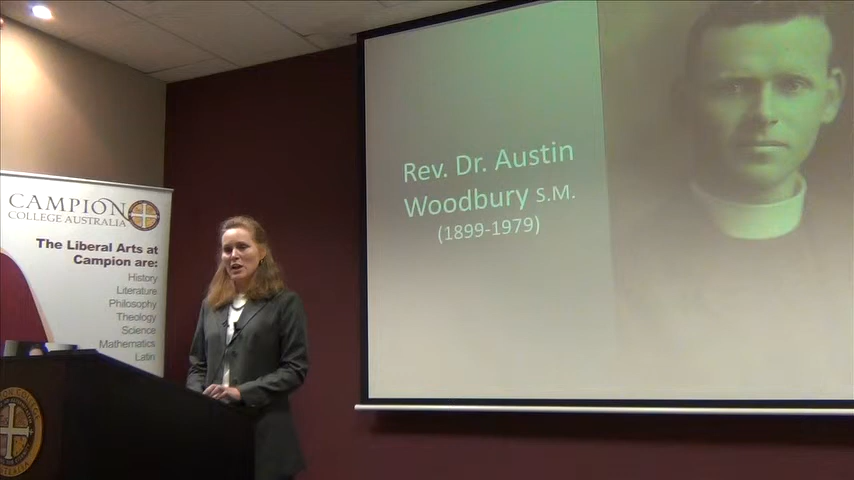 CAMPION
COLLEGE AUSTRALIA
The Liberal Arts at
Campion are:
History
Literature
Philosophy
Theology
Science
Mathematics
Latin
Rev. Dr. Austin
Woodbury S.M.
(1899-1979)